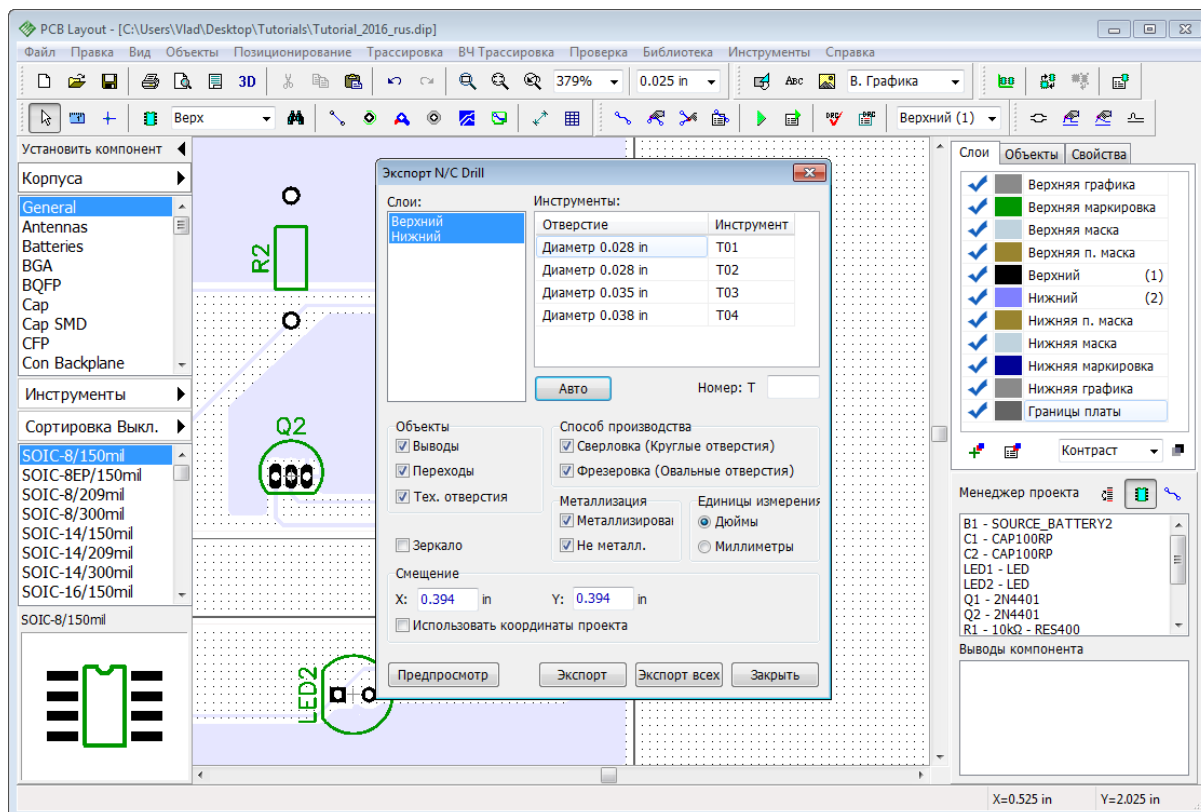 PCB Layout - [C:\Users\Vlad\Desktop\Tutorials\Tutorial_2016_rus.dip]
Файл Правка Вид Объекты Позиционирование Трассировка ВЧ Трассировка Проверка Библиотека Инструменты Справка
3D 379% 0.025 in ABC В. Графика
Верх DRC DRC Верхний (1)
Установить компонент
Корпуса
General
Antennas
Batteries
BGA
BQFP
Cap
Cap SMD
CFP
Con Backplane
Инструменты
Сортировка Выкл.
SOIC-8/150mil
SOIC-8EP/150mil
SOIC-8/209mil
SOIC-8/300mil
SOIC-14/150mil
SOIC-14/209mil
SOIC-14/300mil
SOIC-16/150mil
SOIC-8/150mil
R2
Q2
LED2
Экспорт N/C Drill
Слои:
Верхний
Нижний
Инструменты:
Отверстие Инструмент
Диаметр 0.028 in T01
Диаметр 0.028 in T02
Диаметр 0.035 in T03
Диаметр 0.038 in T04
Авто
Номер: T
Объекты
Выводы
Переходы
Тех. отверстия
Зеркало
Способ производства
Сверловка (Круглые отверстия)
Фрезеровка (Овальные отверстия)
Металлизация
Металлизирован
Не металл.
Единицы измерения
Дюймы
Миллиметры
Смещение
X: 0.394 in Y: 0.394 in
Использовать координаты проекта
Предпросмотр Экспорт Экспорт всех Закрыть
Слои Объекты Свойства
Верхняя графика
Верхняя маркировка
Верхняя маска
Верхняя п. маска
Верхний (1)
Нижний (2)
Нижняя п. маска
Нижняя маска
Нижняя маркировка
Нижняя графика
Границы платы
Контраст
Менеджер проекта
B1 - SOURCE_BATTERY2
C1 - CAP100RP
C2 - CAP100RP
LED1 - LED
LED2 - LED
Q1 - 2N4401
Q2 - 2N4401
R1 - 10kΩ - RES400
Выводы компонента
X=0.525 in Y=2.025 in